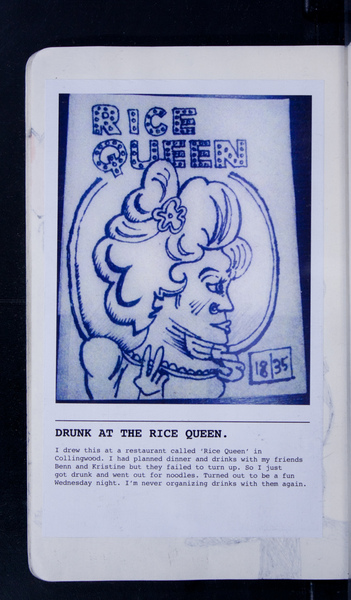 RICE
QUEEN
18/35
DRUNK AT THE RICE QUEEN.
I drew this at a restaurant called 'Rice Queen' in
Collingwood. I had planned dinner and drinks with my friends
Benn and Kristine but they failed to turn up. So I just
got drunk and went out for noodles. Turned out to be a fun
Wednesday night. I'm never organizing drinks with them again.